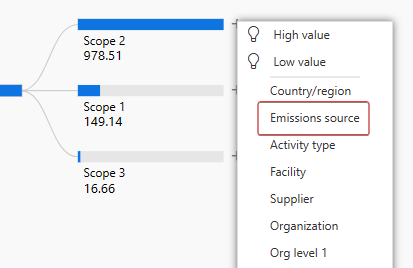 Scope 2
978.51
Scope 1
149.14
Scope 3
16.66
High value
Low value
Country/region
Emissions source
Activity type
Facility
Supplier
Organization
Org level 1